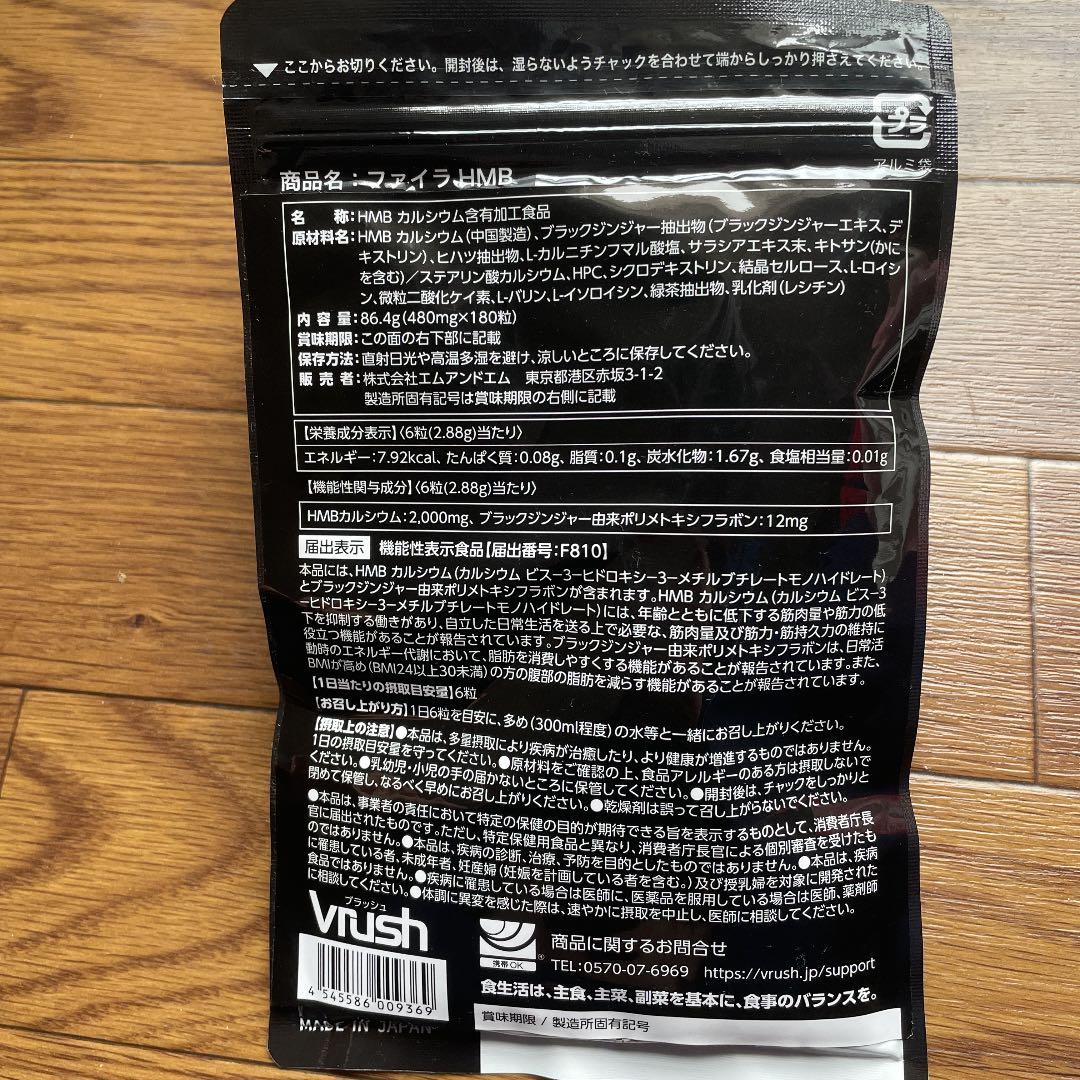 ここからお切りください。開封後は、湿らないようチャックを合わせて端からしっかり押さえてください。
プラ
アルミ袋
商品名:ファイラHMB
名　　称:HMB カルシウム含有加工食品
原材料名:HMB カルシウム(中国製造)、ブラックジンジャー抽出物(ブラックジンジャーエキス、デ
キストリン)、ヒハツ抽出物、L-カルニチンフマル酸塩、サラシアエキス末、キトサン(かに
を含む)/ステアリン酸カルシウム、HPC、シクロデキストリン、結晶セルロース、L-ロイシ
ン、微粒二酸化ケイ素、L-バリン、L-イソロイシン、緑茶抽出物、乳化剤(レシチン)
内 容 量:86.4g(480mg×180粒)
賞味期限:この面の右下部に記載
保存方法:直射日光や高温多湿を避け、涼しいところに保存してください。
販 売 者:株式会社エムアンドエム　東京都港区赤坂3-1-2
製造所固有記号は賞味期限の右側に記載
【栄養成分表示】〈6粒(2.88g)当たり〉
エネルギー:7.92kcal、たんぱく質:0.08g、脂質:0.1g、炭水化物:1.67g、食塩相当量:0.01g
【機能性関与成分】〈6粒(2.88g)当たり〉
HMBカルシウム:2,000mg、ブラックジンジャー由来ポリメトキシフラボン:12mg
届出表示 機能性表示食品【届出番号:F810】
本品には、HMB カルシウム(カルシウム ビス-3-ヒドロキシ-3-メチルブチレートモノハイドレート)
とブラックジンジャー由来ポリメトキシフラボンが含まれます。HMB カルシウム(カルシウム ビス-3
-ヒドロキシ-3-メチルブチレートモノハイドレート)には、年齢とともに低下する筋肉量や筋力の低
下を抑制する働きがあり、自立した日常生活を送る上で必要な、筋肉量及び筋力・筋持久力の維持に
役立つ機能があることが報告されています。ブラックジンジャー由来ポリメトキシフラボンは、日常活
動時のエネルギー代謝において、脂肪を消費しやすくする機能があることが報告されています。また、
BMIが高め(BMI24以上30未満)の方の腹部の脂肪を減らす機能があることが報告されています。
【1日当たりの摂取目安量】6粒
【お召し上がり方】1日6粒を目安に、多め(300ml程度)の水等と一緒にお召し上がりください。
【摂取上の注意】●本品は、多量摂取により疾病が治癒したり、より健康が増進するものではありません。
1日の摂取目安量を守ってください。●原材料をご確認の上、食品アレルギーのある方は摂取しないで
ください。●乳幼児・小児の手の届かないところに保管してください。●開封後は、チャックをしっかりと
閉めて保管し、なるべく早めにお召し上がりください。●乾燥剤は誤って召し上がらないでください。
●本品は、事業者の責任において特定の保健の目的が期待できる旨を表示するものとして、消費者庁長
官に届出されたものです。ただし、特定保健用食品と異なり、消費者庁長官による個別審査を受けたも
のではありません。●本品は、疾病の診断、治療、予防を目的としたものではありません。●本品は、疾病
に罹患している者、未成年者、妊産婦(妊娠を計画している者を含む。)及び授乳婦を対象に開発された
食品ではありません。●疾病に罹患している場合は医師に、医薬品を服用している場合は医師、薬剤師
に相談してください。●体調に異変を感じた際は、速やかに摂取を中止し、医師に相談してください。
ブラッシュ
Vrush
携帯OK
商品に関するお問合せ
TEL:0570-07-6969 https://vrush.jp/support
食生活は、主食、主菜、副菜を基本に、食事のバランスを。
4 545586 009369
MADE IN JAPAN
賞味期限 / 製造所固有記号